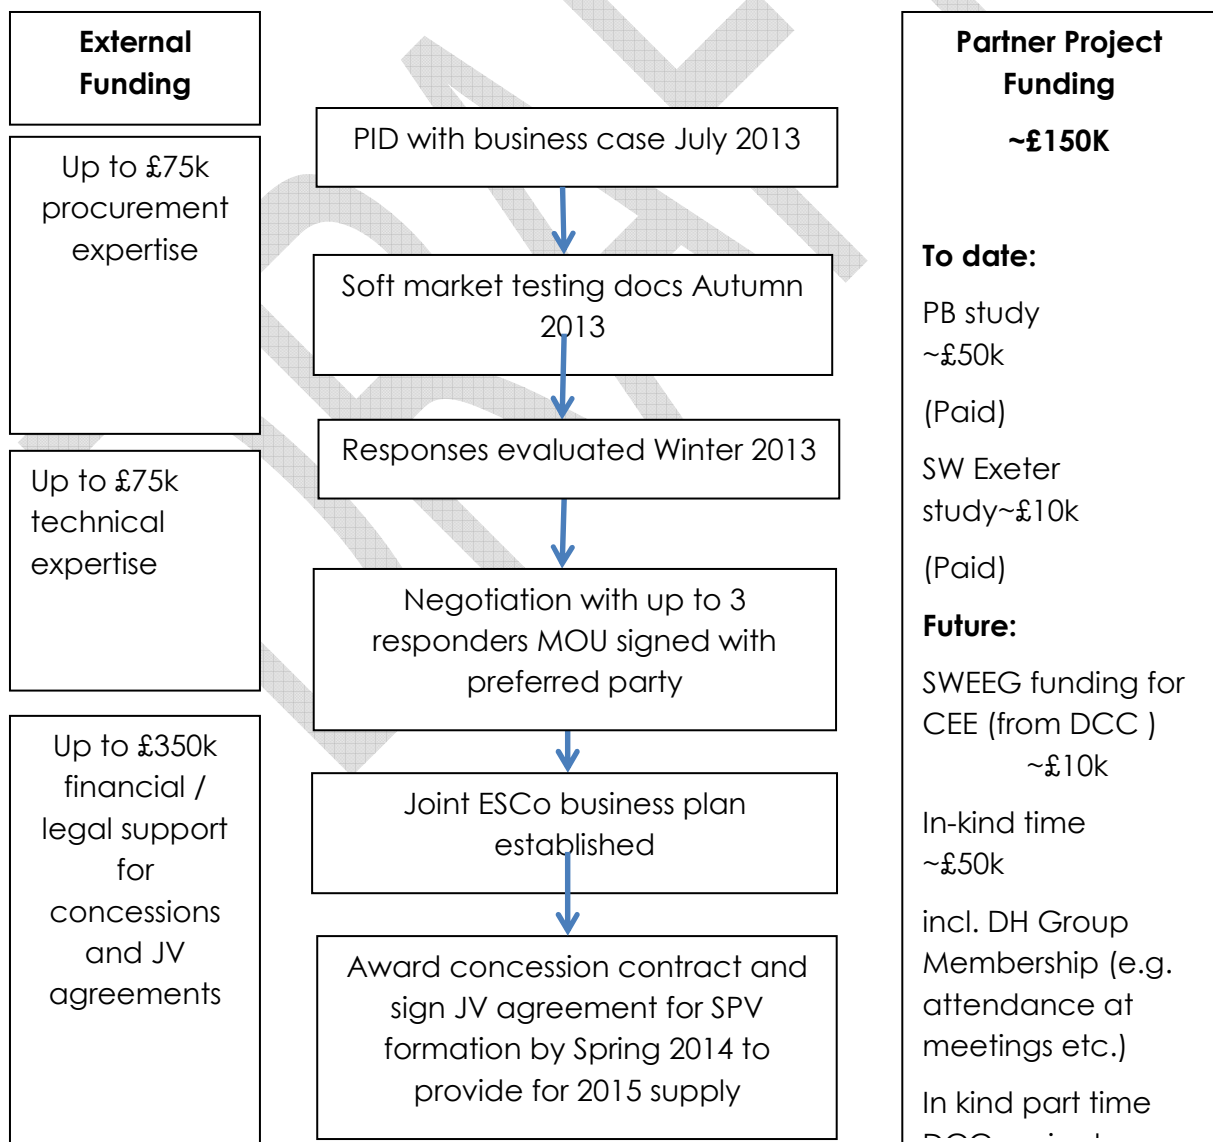 External
Funding
Up to £75k
procurement
expertise
Up to £75k
technical
expertise
Up to £350k
financial /
legal support
for
concessions
and JV
agreements
PID with business case July 2013
Soft market testing docs Autumn
2013
Responses evaluated Winter 2013
Negotiation with up to 3
responders MOU signed with
preferred party
Joint ESCo business plan
established
Award concession contract and
sign JV agreement for SPV
formation by Spring 2014 to
provide for 2015 supply
Partner Project
Funding
~£150K
To date:
PB study
~£50k
(Paid)
SW Exeter
study~£10k
(Paid)
Future:
SWEEG funding for
CEE (from DCC )
~£10k
In-kind time
~£50k
incl. DH Group
Membership (e.g.
attendance at
meetings etc.)
In kind part time